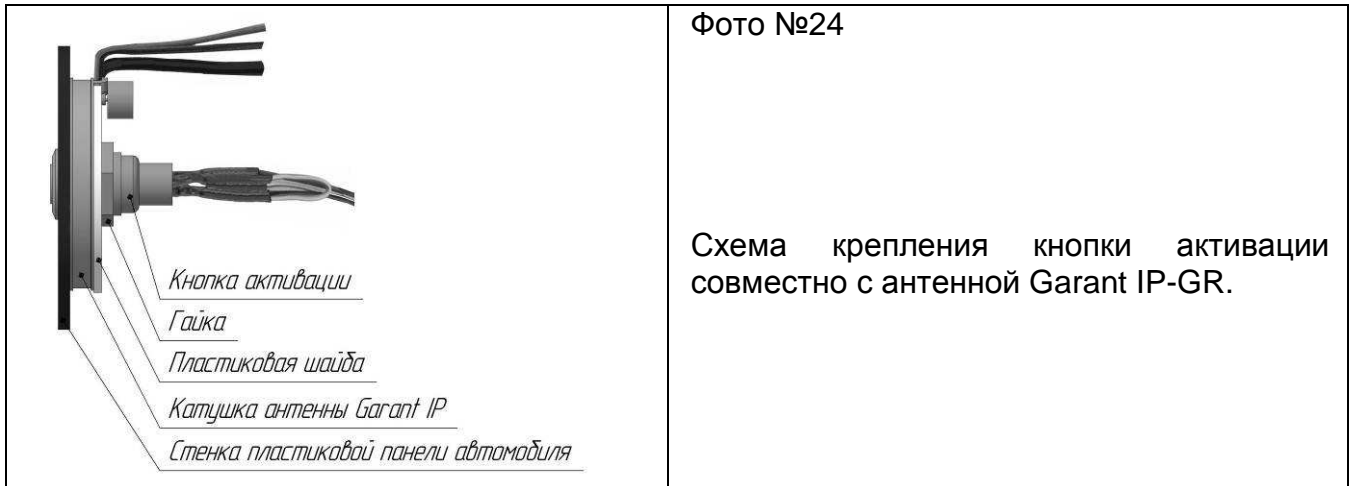 Кнопка активации
Гайка
Пластиковая шайба
Катушка антенны Garant IP
Стенка пластиковой панели автомобиля
Фото №24
Схема крепления кнопки активации
совместно с антенной Garant IP-GR.